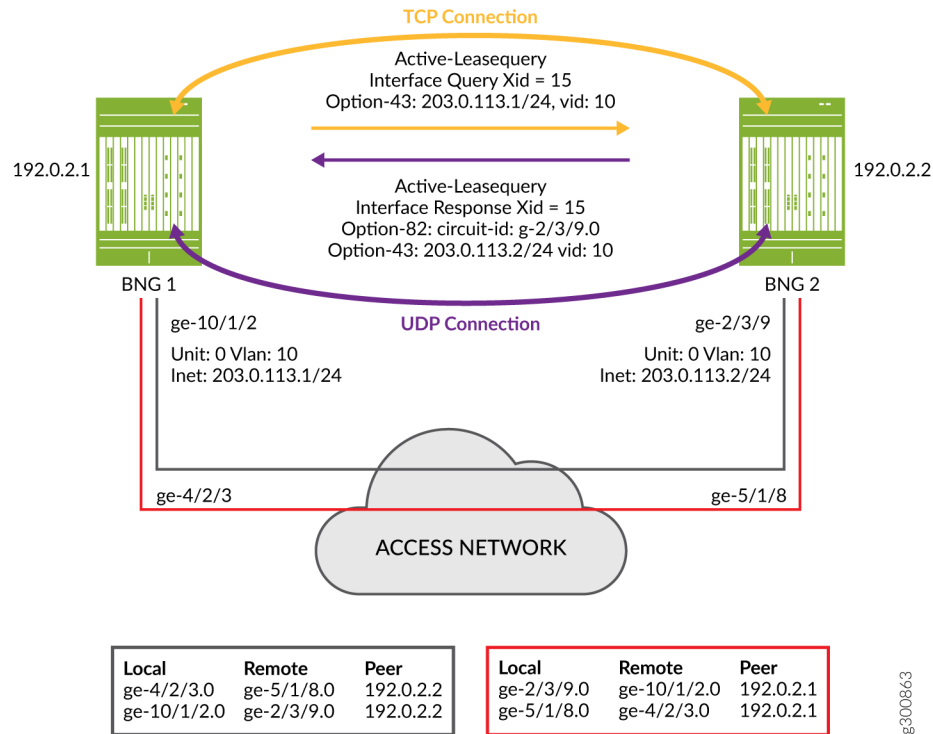 TCP Connection
Active-Leasequery
Interface Query Xid = 15
Option-43: 203.0.113.1/24, vid: 10
192.0.2.1
192.0.2.2
Active-Leasequery
Interface Response Xid = 15
Option-82: circuit-id: g-2/3/9.0
Option-43: 203.0.113.2/24 vid: 10
BNG 1
BNG 2
UDP Connection
ge-10/1/2
Unit: 0 Vlan: 10
Inet: 203.0.113.1/24
ge-2/3/9
Unit: 0 Vlan: 10
Inet: 203.0.113.2/24
ge-4/2/3
ge-5/1/8
ACCESS NETWORK
Local Remote Peer
ge-4/2/3.0 ge-5/1/8.0 192.0.2.2
ge-10/1/2.0 ge-2/3/9.0 192.0.2.2
Local Remote Peer
ge-2/3/9.0 ge-10/1/2.0 192.0.2.1
ge-5/1/8.0 ge-4/2/3.0 192.0.2.1
g300863